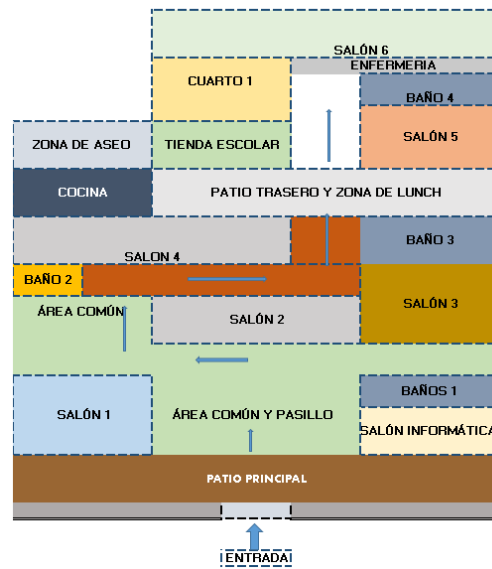 SALÓN 6
ENFERMERIA
CUARTO 1
BAÑO 4
ZONA DE ASEO
TIENDA ESCOLAR
SALÓN 5
COCINA
PATIO TRASERO Y ZONA DE LUNCH
SALON 4
BAÑO 3
BAÑO 2
ÁREA COMÚN
SALÓN 2
SALÓN 3
SALÓN 1
ÁREA COMÚN Y PASILLO
BAÑOS 1
SALÓN INFORMÁTICA
PATIO PRINCIPAL
ENTRADA